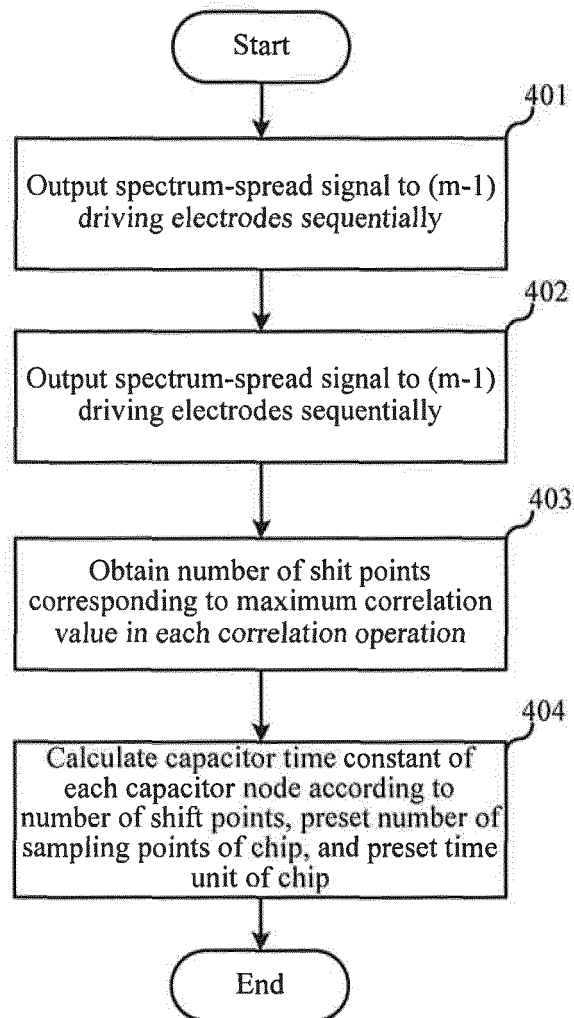 Start
401
Output spectrum-spread signal to (m-1)
driving electrodes sequentially
402
Output spectrum-spread signal to (m-1)
driving electrodes sequentially
403
Obtain number of shit points
corresponding to maximum correlation
value in each correlation operation
404
Calculate capacitor time constant of
each capacitor node according to
number of shift points, preset number of
sampling points of chip, and preset time
unit of chip
End